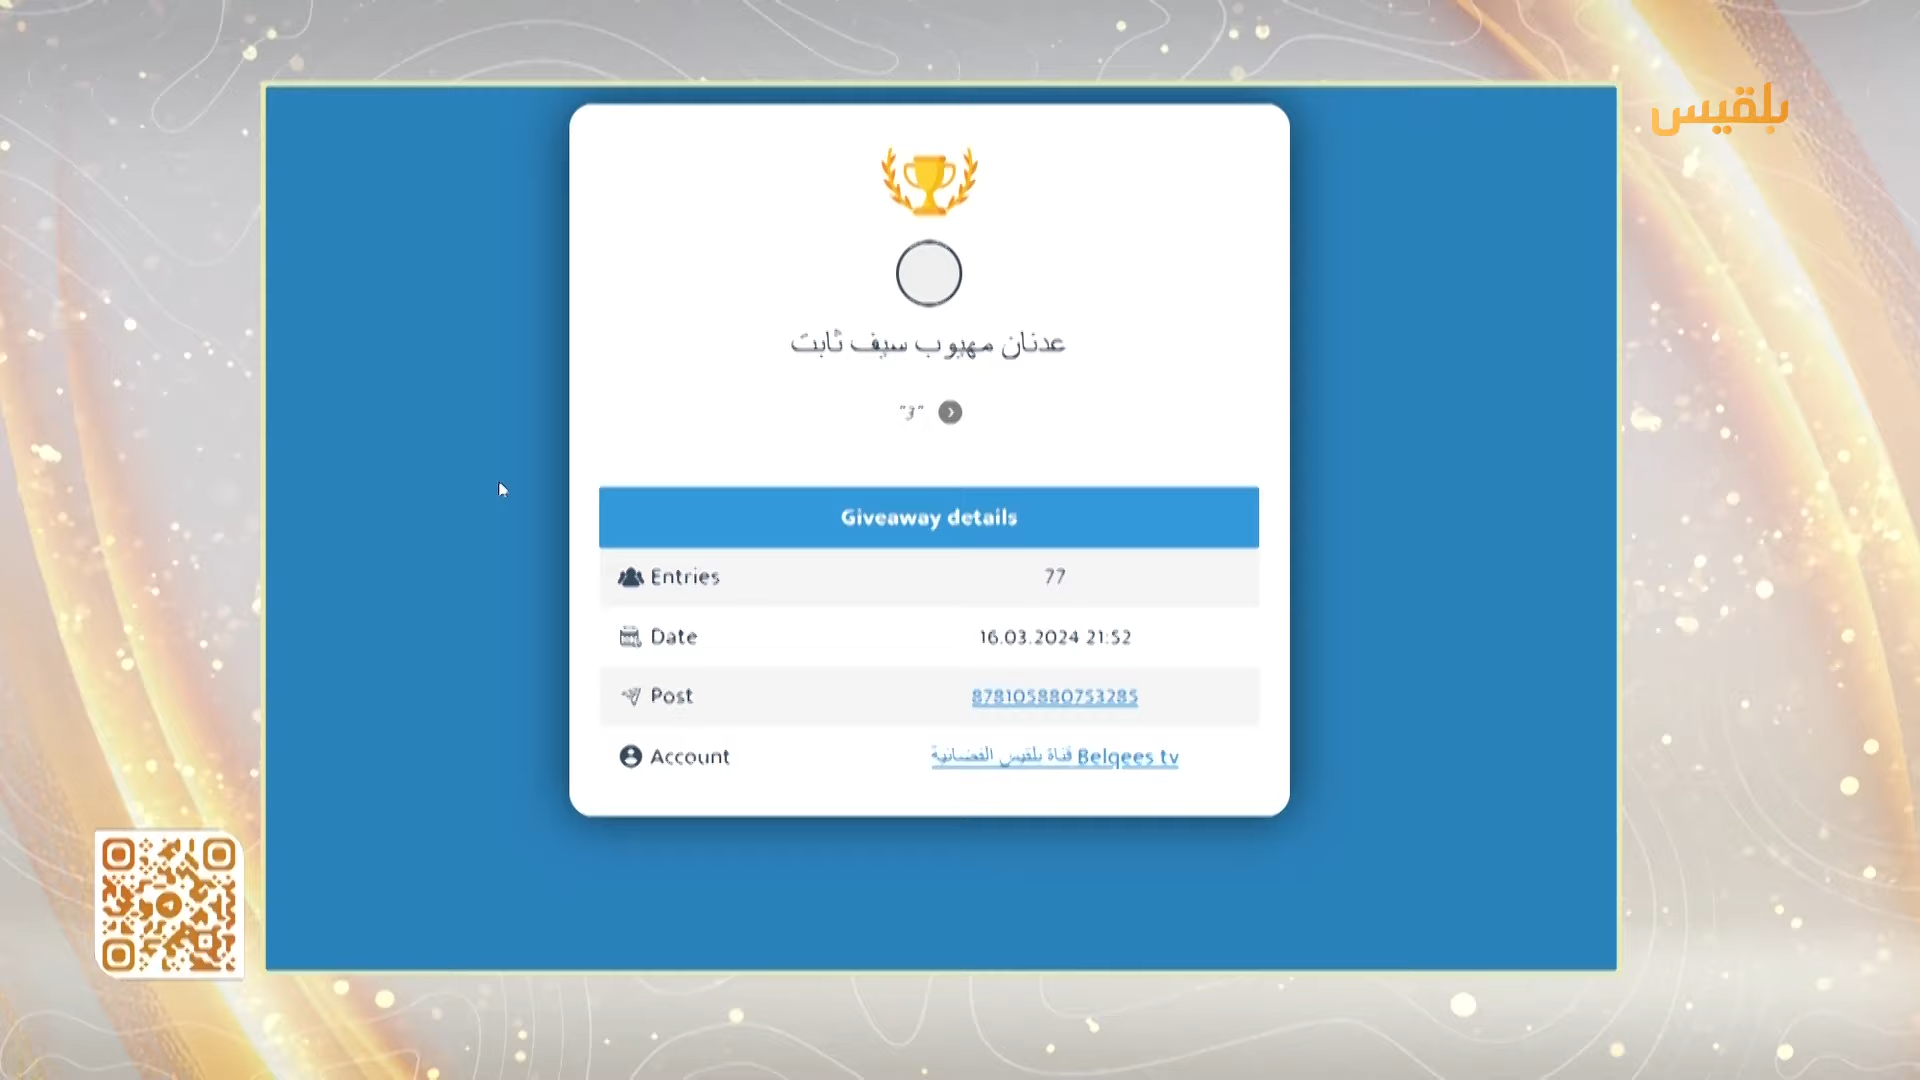 بلقيس
عدنان مهيوب سيف ثابت
"3"
Giveaway details
Entries 77
Date 16.03.2024 21:52
Post 878105880753285
Account Belqees tv قناة بلقيس الفضائية